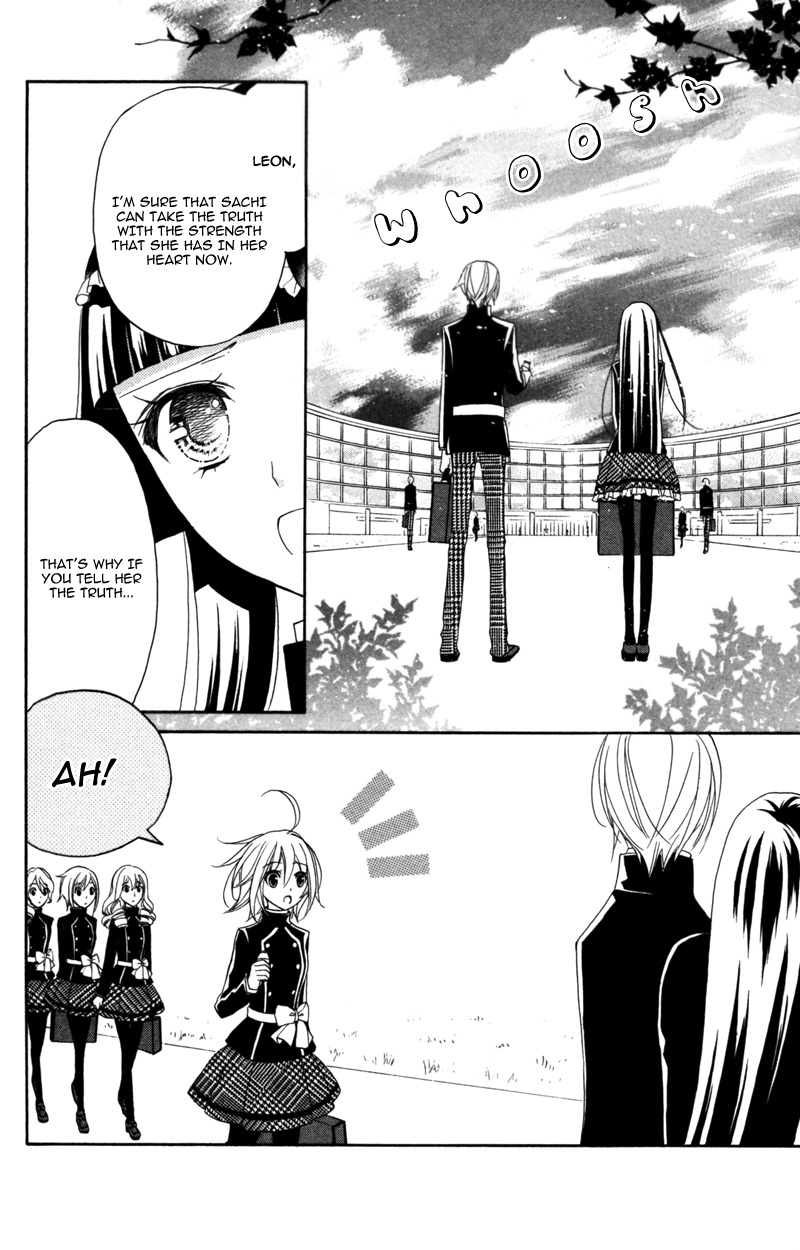 WHOOSH
LEON,
I'M SURE THAT SACHI
CAN TAKE THE TRUTH
WITH THE STRENGTH
THAT SHE HAS IN HER
HEART NOW.
THAT'S WHY IF
YOU TELL HER
THE TRUTH...
AH!